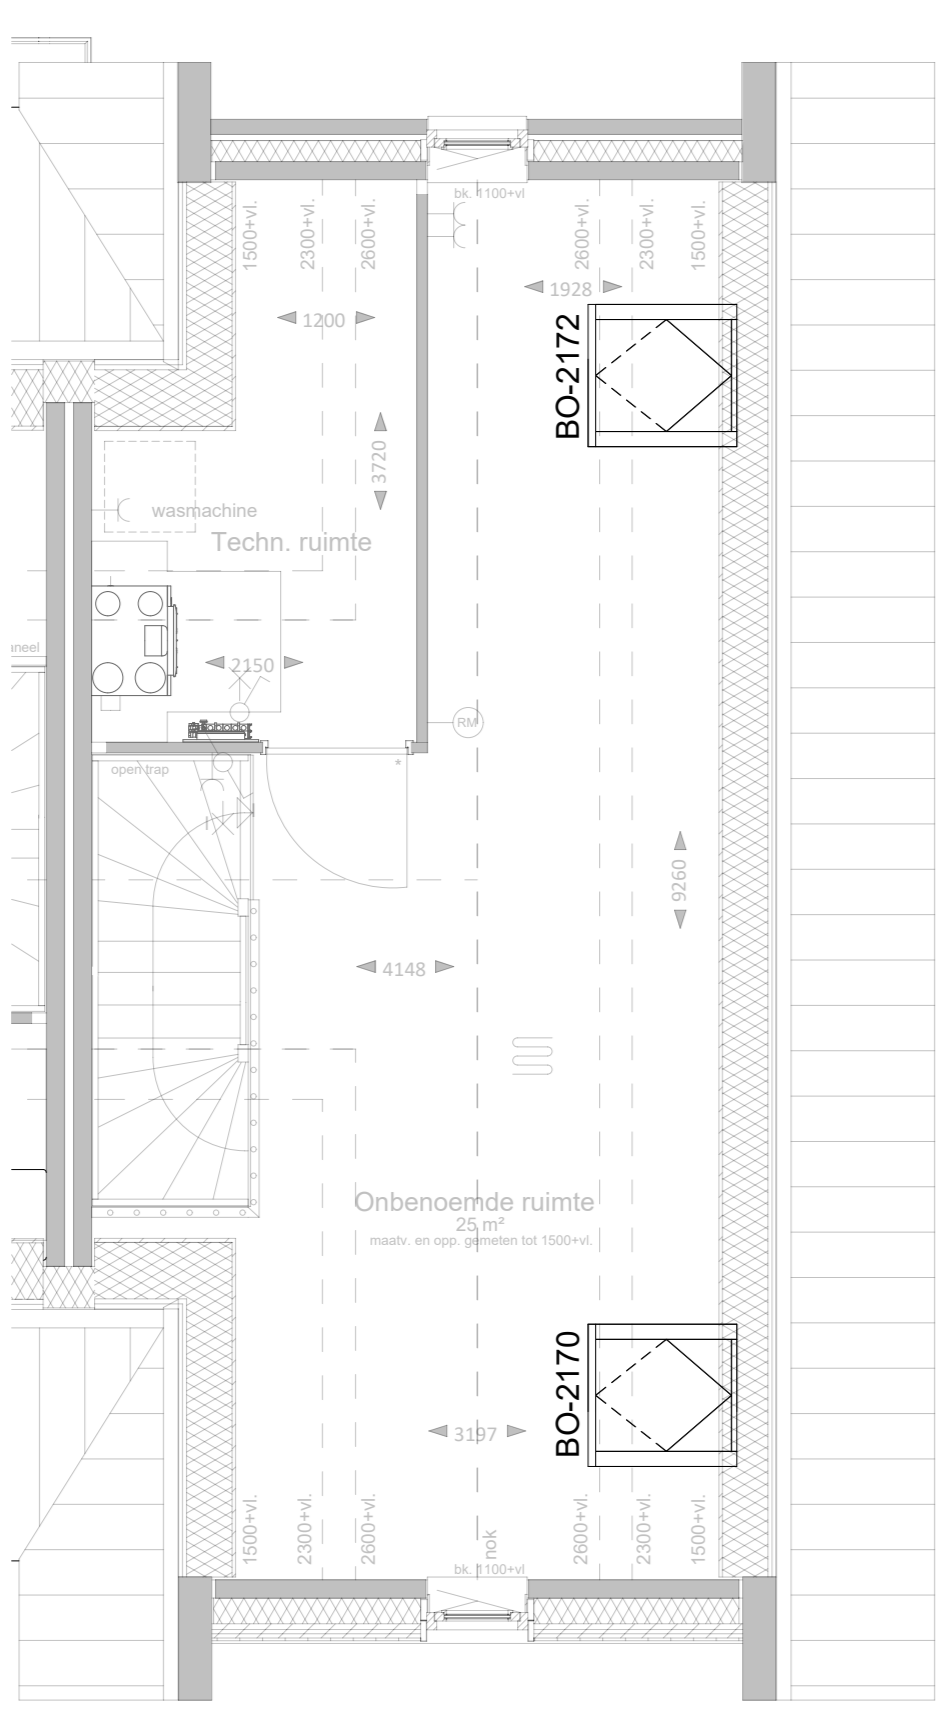 bk. 1100+vl
1500+vl.
2300+vl.
2600+vl.
2600+vl.
2300+vl.
1500+vl.
1928
1200
BO-2172
3720
wasmachine
Techn. ruimte
aneel
2150
RM
open trap
*
9260
4148
Onbenoemde ruimte
25 m²
maatv. en opp. gemeten tot 1500+vl.
BO-2170
3197
1500+vl.
2300+vl.
2600+vl.
nok
2600+vl.
2300+vl.
1500+vl.
bk. 1100+vl